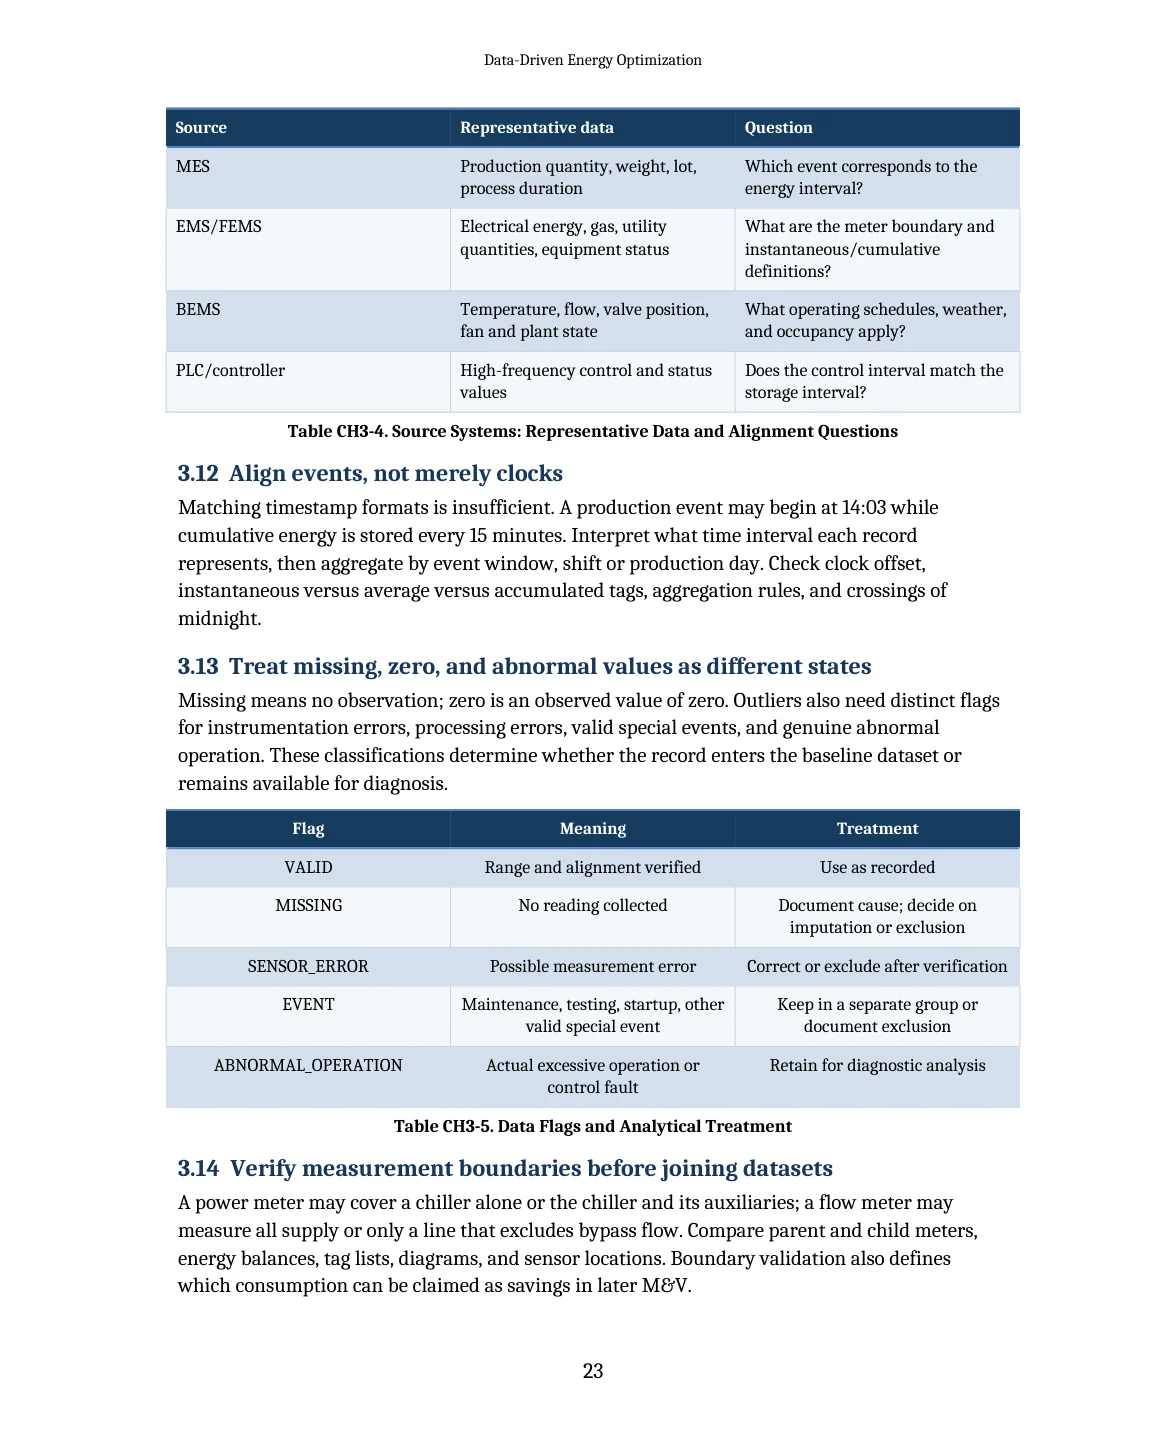 Data-Driven Energy Optimization
Source Representative data Question
MES Production quantity, weight, lot, Which event corresponds to the
process duration energy interval?
EMS/FEMS Electrical energy, gas, utility What are the meter boundary and
quantities, equipment status instantaneous/cumulative
definitions?
BEMS Temperature, flow, valve position, What operating schedules, weather,
fan and plant state and occupancy apply?
PLC/controller High-frequency control and status Does the control interval match the
values storage interval?
Table CH3-4. Source Systems: Representative Data and Alignment Questions
3.12 Align events, not merely clocks
Matching timestamp formats is insufficient. A production event may begin at 14:03 while
cumulative energy is stored every 15 minutes. Interpret what time interval each record
represents, then aggregate by event window, shift or production day. Check clock offset,
instantaneous versus average versus accumulated tags, aggregation rules, and crossings of
midnight.
3.13 Treat missing, zero, and abnormal values as different states
Missing means no observation; zero is an observed value of zero. Outliers also need distinct flags
for instrumentation errors, processing errors, valid special events, and genuine abnormal
operation. These classifications determine whether the record enters the baseline dataset or
remains available for diagnosis.
Flag Meaning Treatment
VALID Range and alignment verified Use as recorded
MISSING No reading collected Document cause; decide on
imputation or exclusion
SENSOR_ERROR Possible measurement error Correct or exclude after verification
EVENT Maintenance, testing, startup, other Keep in a separate group or
valid special event document exclusion
ABNORMAL_OPERATION Actual excessive operation or Retain for diagnostic analysis
control fault
Table CH3-5. Data Flags and Analytical Treatment
3.14 Verify measurement boundaries before joining datasets
A power meter may cover a chiller alone or the chiller and its auxiliaries; a flow meter may
measure all supply or only a line that excludes bypass flow. Compare parent and child meters,
energy balances, tag lists, diagrams, and sensor locations. Boundary validation also defines
which consumption can be claimed as savings in later M&V.
23